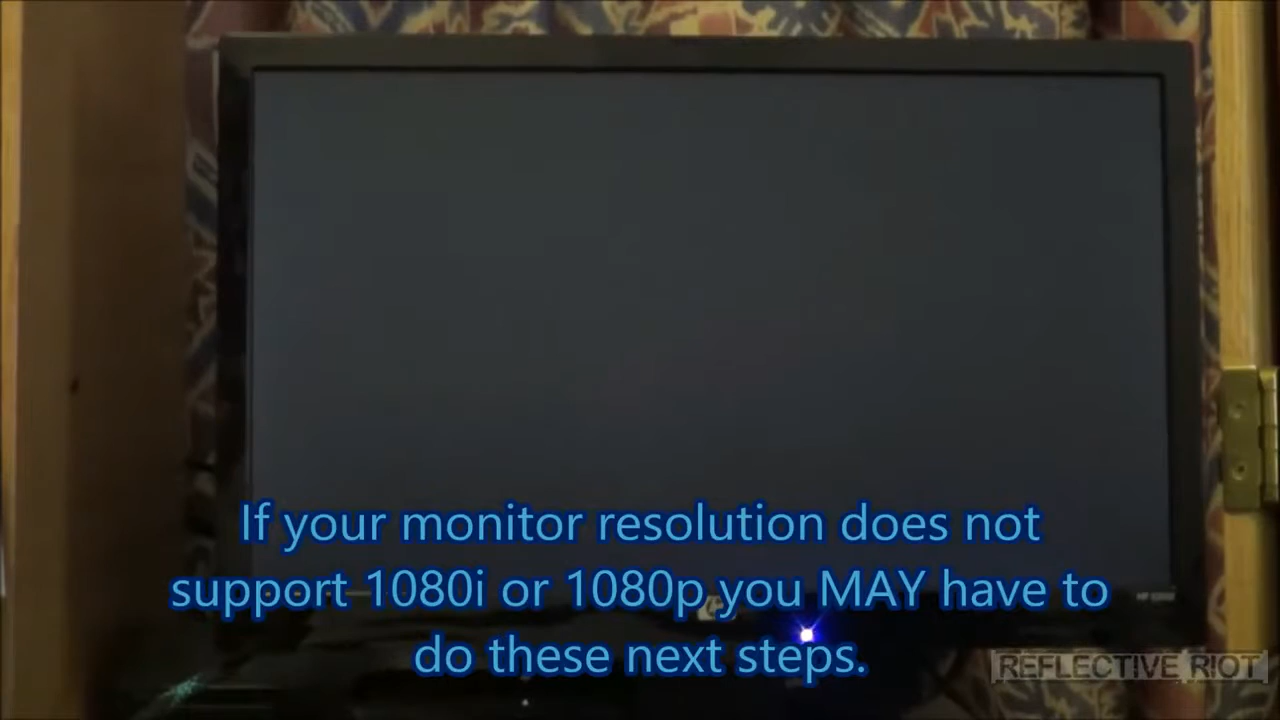 If your monitor resolution does not
support 1080i or 1080p you MAY have to
do these next steps.
REFLECTIVE RIOT